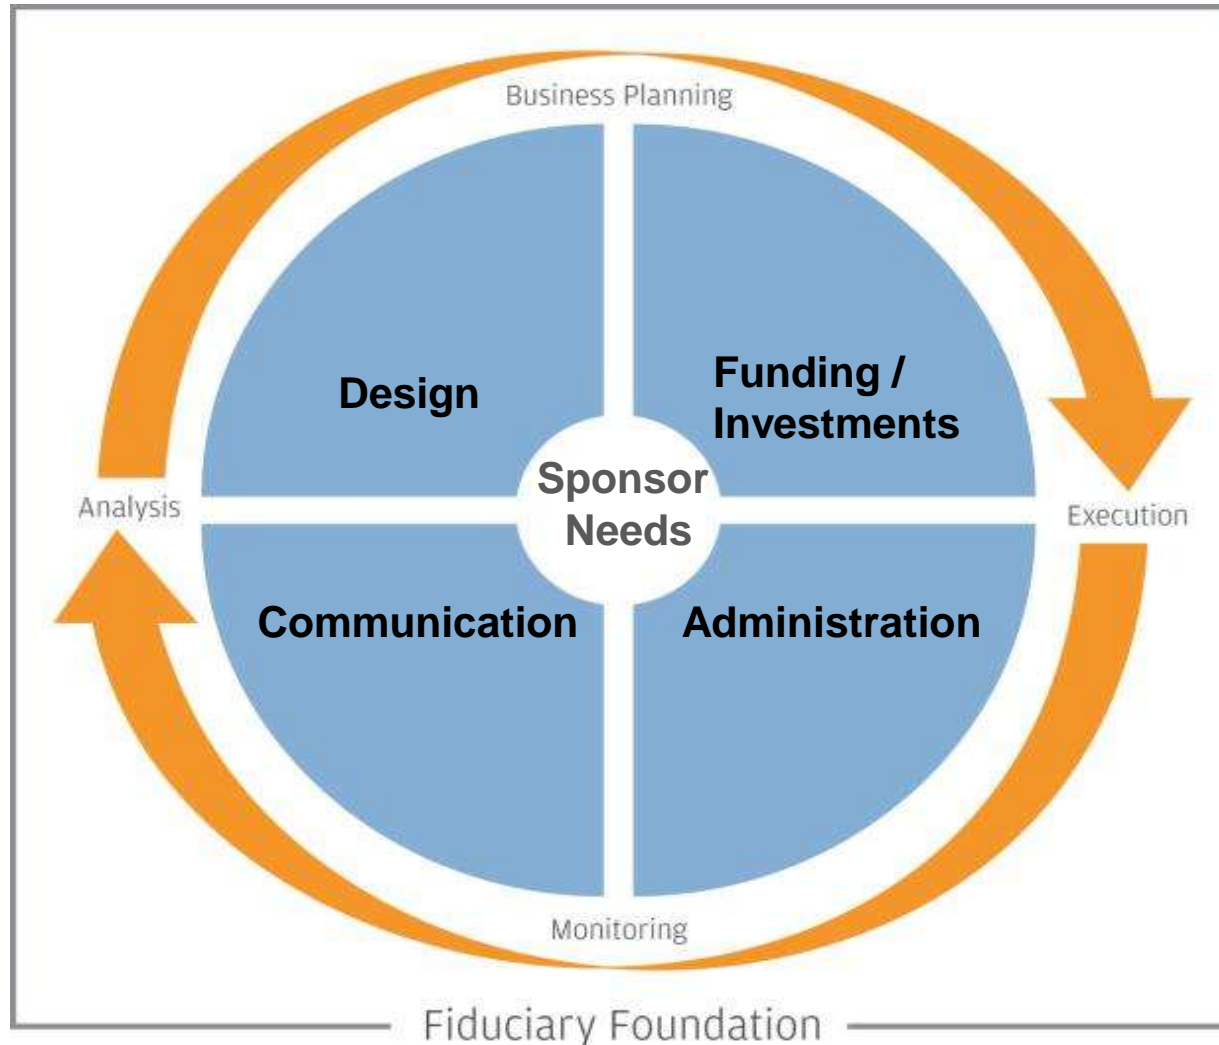 Business Planning
Design
Funding /
Investments
Sponsor
Needs
Analysis
Execution
Communication
Administration
Monitoring
Fiduciary Foundation